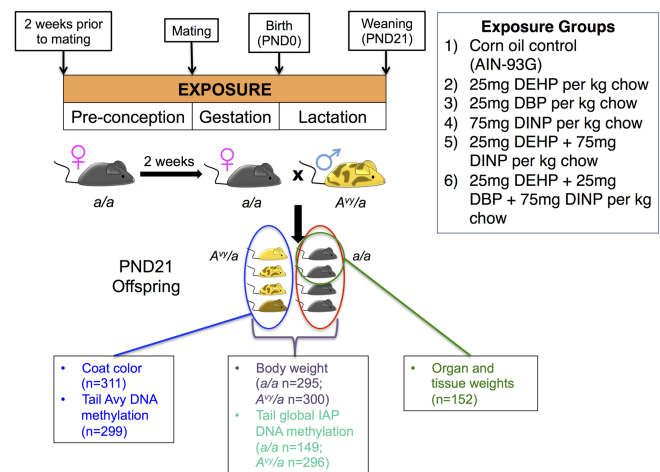 2 weeks prior
to mating
Mating
Birth
(PND0)
Weaning
(PND21)
EXPOSURE
Pre-conception
Gestation
Lactation
♀
2 weeks
♀
x
♂
a/a
a/a
Aᵛʸ/a
PND21
Offspring
Aᵛʸ/a
a/a
Exposure Groups
1) Corn oil control
(AIN-93G)
2) 25mg DEHP per kg chow
3) 25mg DBP per kg chow
4) 75mg DINP per kg chow
5) 25mg DEHP + 75mg
DINP per kg chow
6) 25mg DEHP + 25mg
DBP + 75mg DINP per kg
chow
• Coat color
(n=311)
• Tail Avy DNA
methylation
(n=299)
• Body weight
(a/a n=295;
Aᵛʸ/a n=300)
• Tail global IAP
DNA methylation
(a/a n=149;
Aᵛʸ/a n=296)
• Organ and
tissue weights
(n=152)